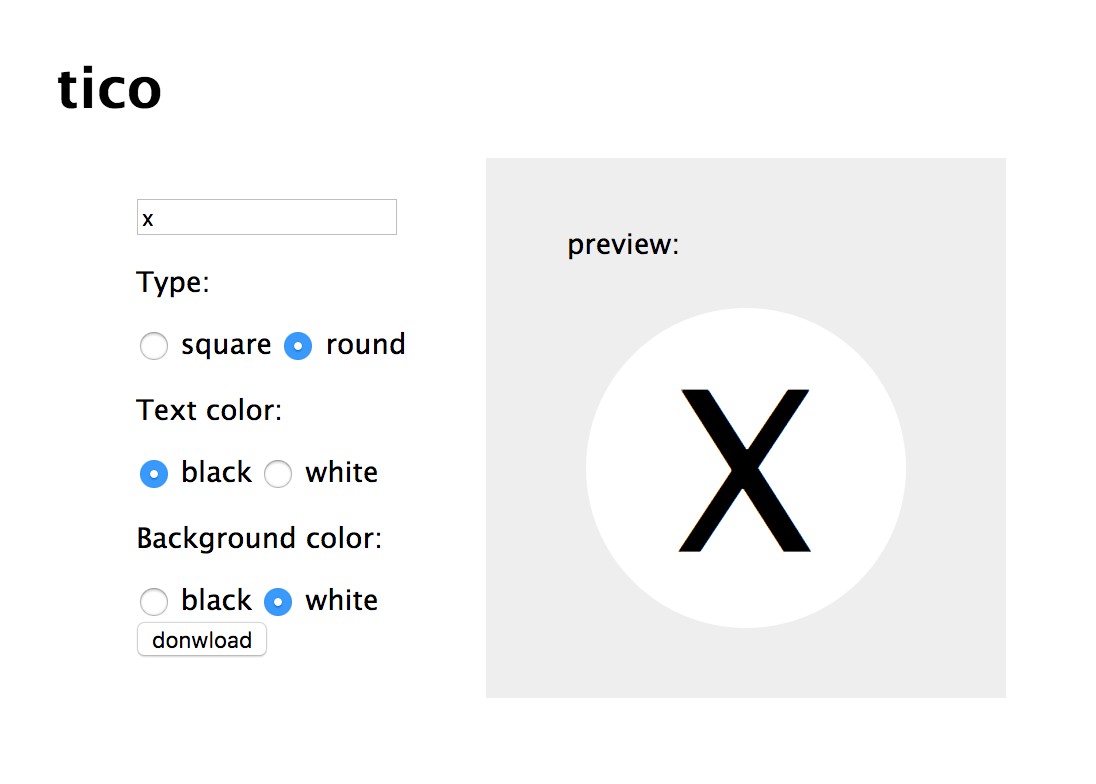 tico
x
Type:
square round
Text color:
black white
Background color:
black white
donwload
preview:
X